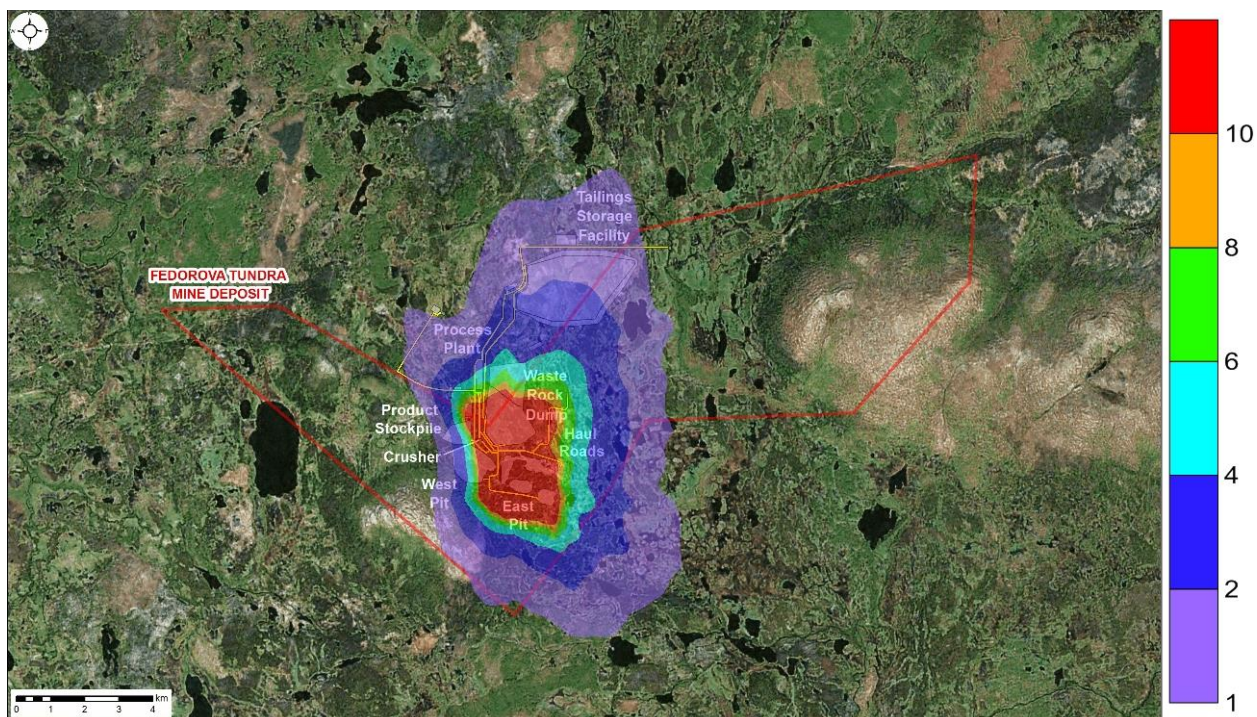 Tailings
Storage
Facility
FEDOROVA TUNDRA
MINE DEPOSIT
Process
Plant
Waste
Rock
Dump
Product
Stockpile
Haul
Roads
Crusher
West
Pit
East
Pit
km
0 1 2 3 4
10
8
6
4
2
1